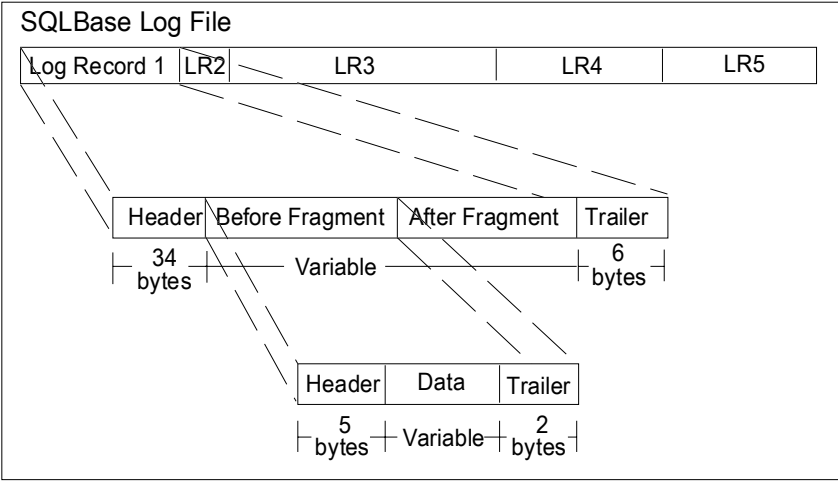 SQLBase Log File
Log Record 1 LR2 LR3 LR4 LR5
Header Before Fragment After Fragment Trailer
34 bytes Variable 6 bytes
Header Data Trailer
5 bytes Variable 2 bytes